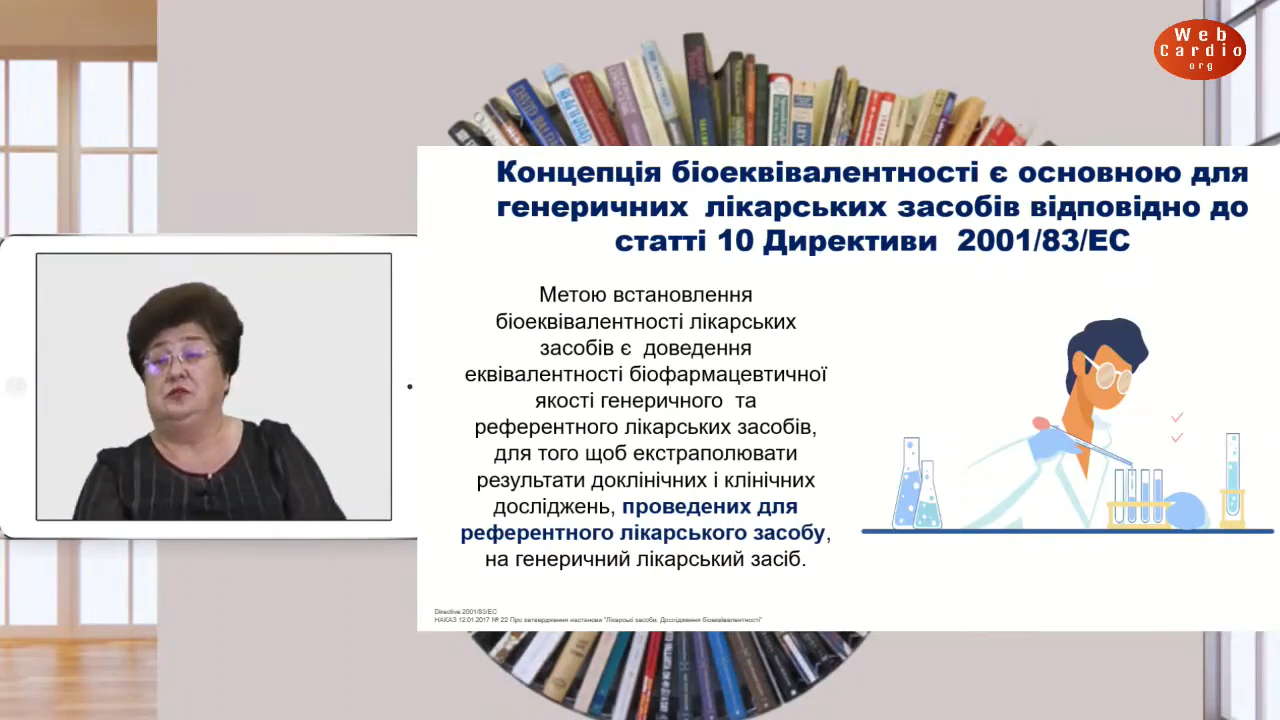 Web
Cardio
org
Концепція біоеквівалентності є основною для
генеричних лікарських засобів відповідно до
статті 10 Директиви 2001/83/ЕС
Метою встановлення
біоеквівалентності лікарських
засобів є доведення
еквівалентності біофармацевтичної
якості генеричного та
референтного лікарських засобів,
для того щоб екстраполювати
результати доклінічних і клінічних
досліджень, проведених для
референтного лікарського засобу,
на генеричний лікарський засіб.
Directive 2001/83/EC
НАКАЗ 12.01.2017 № 22 Про затвердження настанови "Лікарські засоби. Дослідження біоеквівалентності"